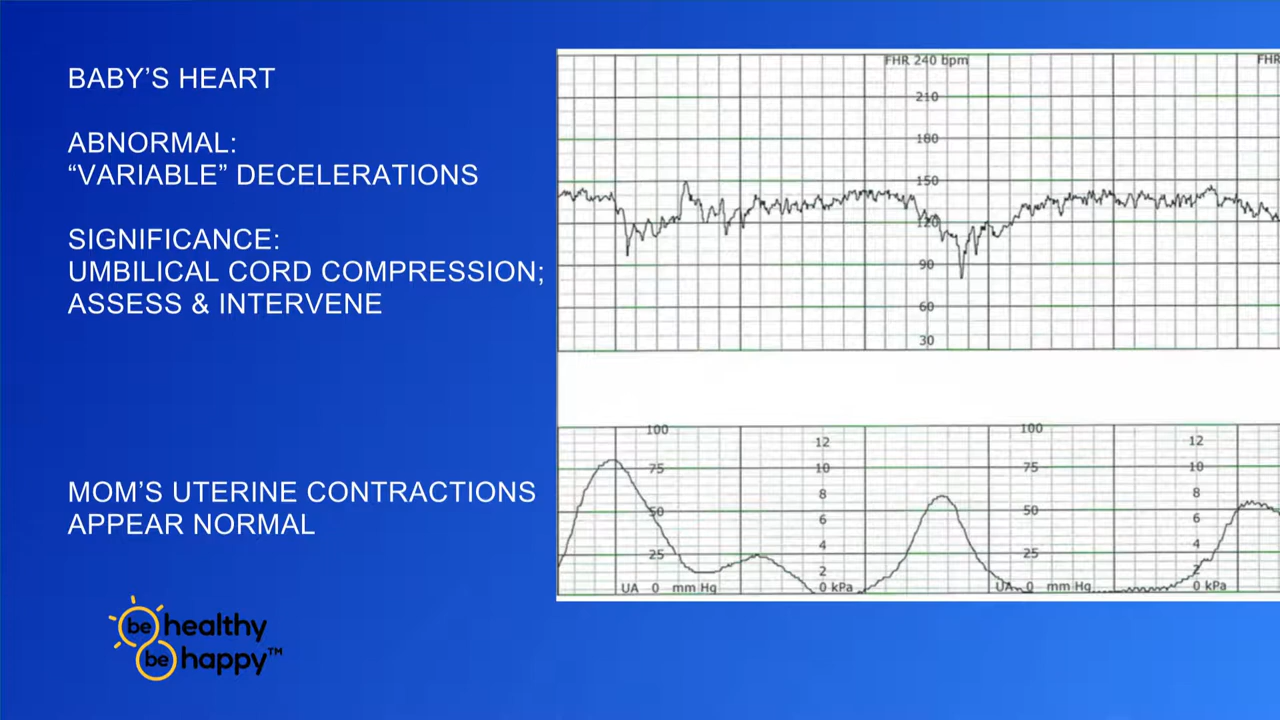 BABY’S HEART
ABNORMAL:
“VARIABLE” DECELERATIONS
SIGNIFICANCE:
UMBILICAL CORD COMPRESSION;
ASSESS & INTERVENE
MOM’S UTERINE CONTRACTIONS
APPEAR NORMAL
be healthy
be happy™
FHR 240 bpm
FHR
210
180
150
120
90
60
30
100
12
100
12
75
10
75
10
8
8
50
6
50
6
4
4
25
2
25
2
UA 0 mm Hg
0 kPa
UA 0 mm Hg
0 kPa